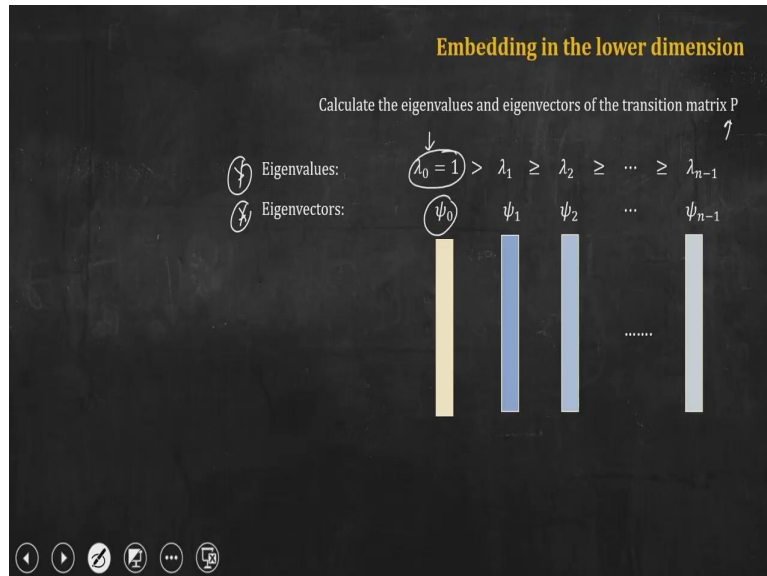 Embedding in the lower dimension
Calculate the eigenvalues and eigenvectors of the transition matrix P
Eigenvalues: λ₀ = 1 > λ₁ ≥ λ₂ ≥ ⋯ ≥ λₙ₋₁
Eigenvectors: ψ₀ ψ₁ ψ₂ ⋯ ψₙ₋₁
.......